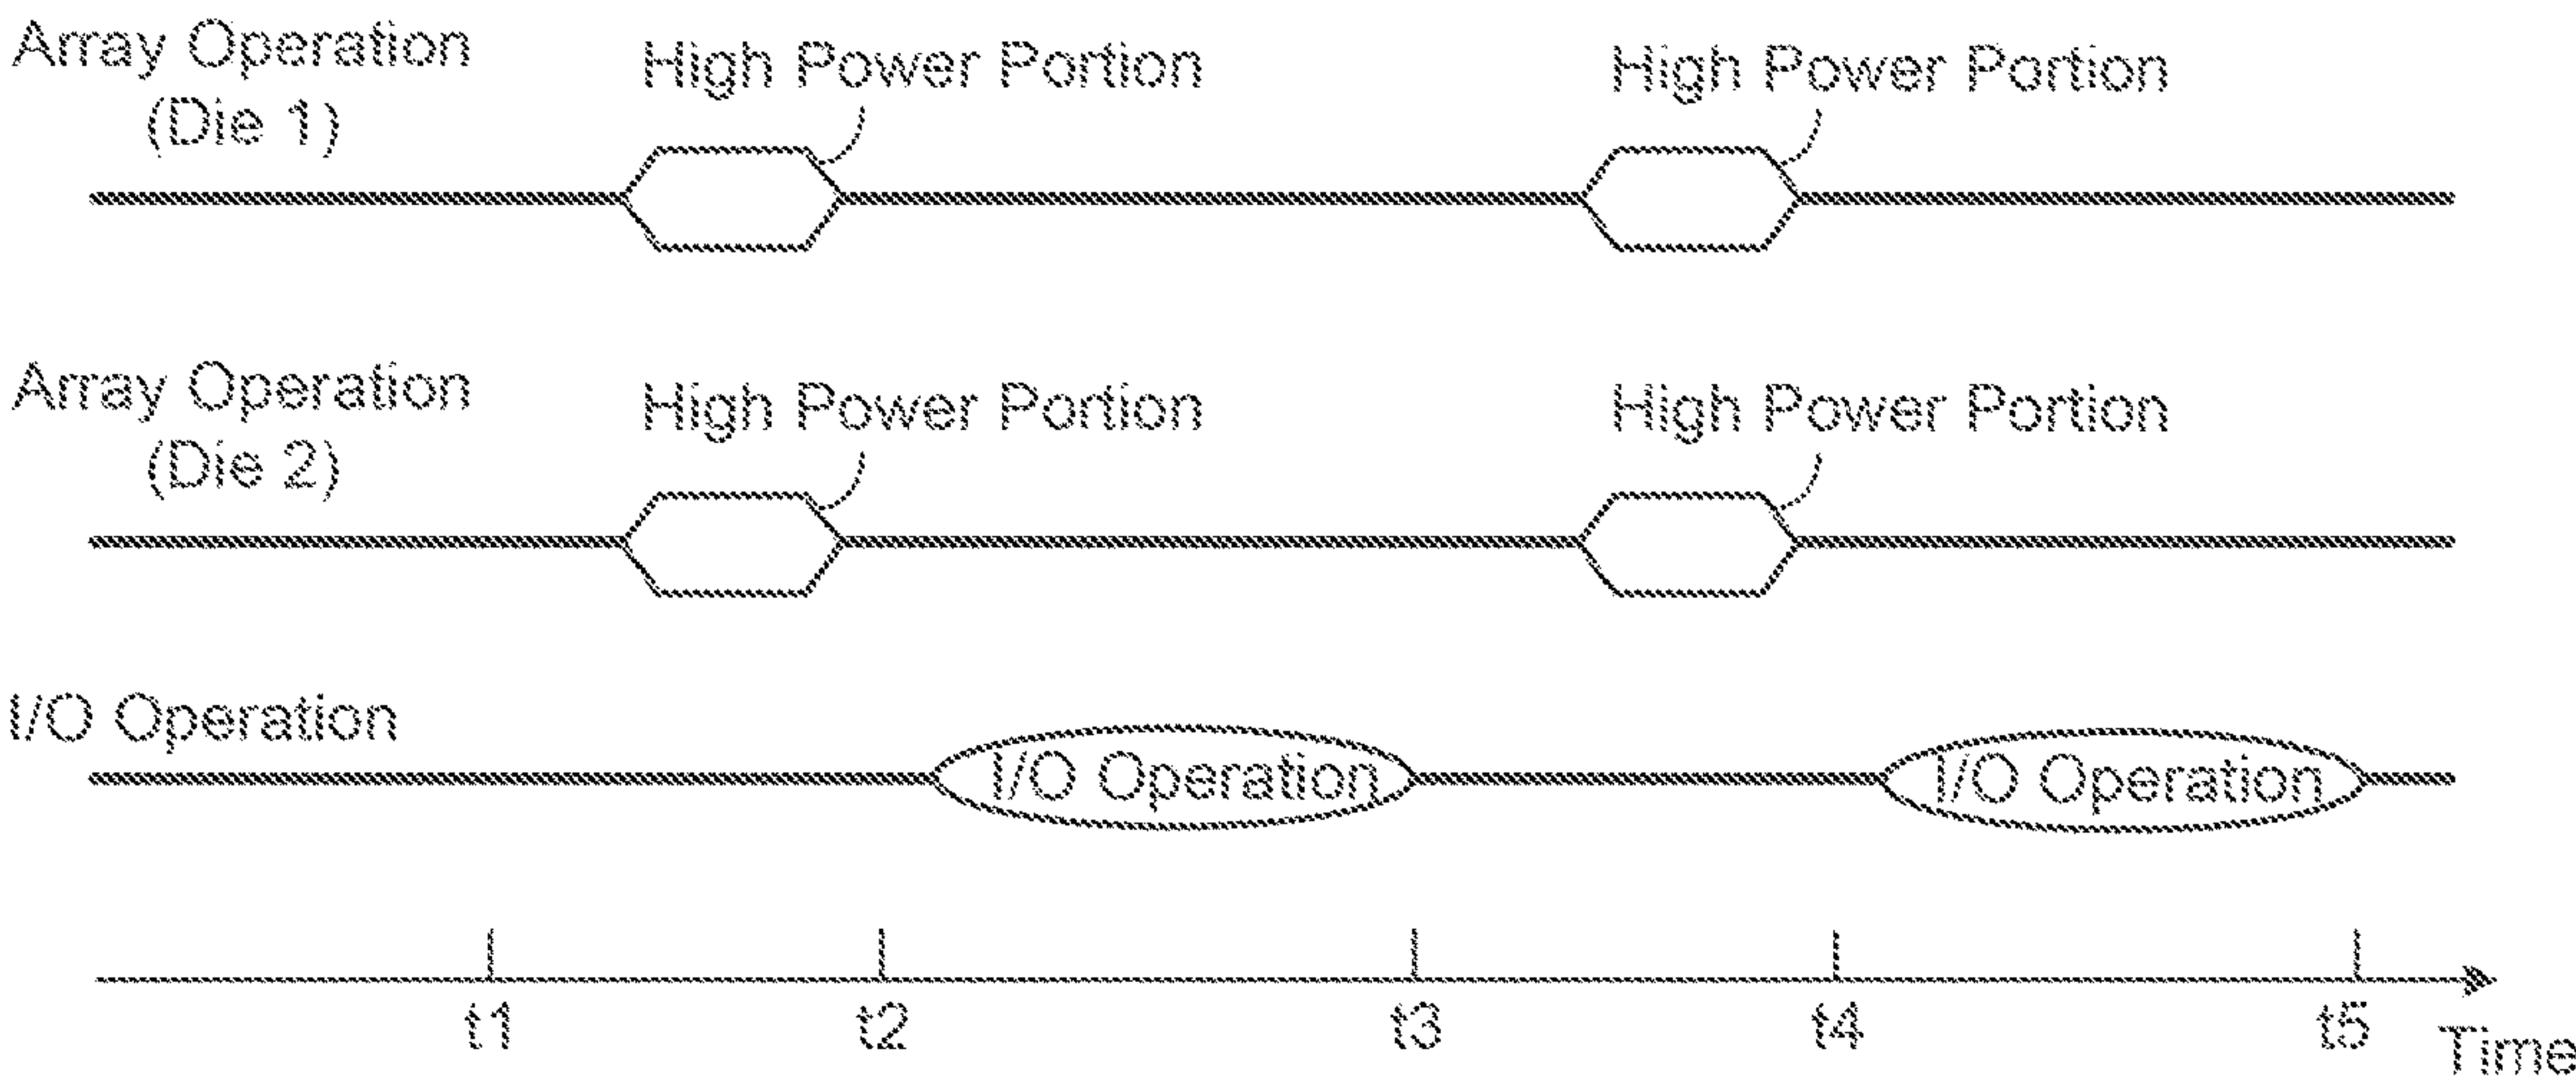 Array Operation
(Die 1)
High Power Portion
High Power Portion
Array Operation
(Die 2)
High Power Portion
High Power Portion
I/O Operation
I/O Operation
I/O Operation
t1
t2
t3
t4
t5
Time